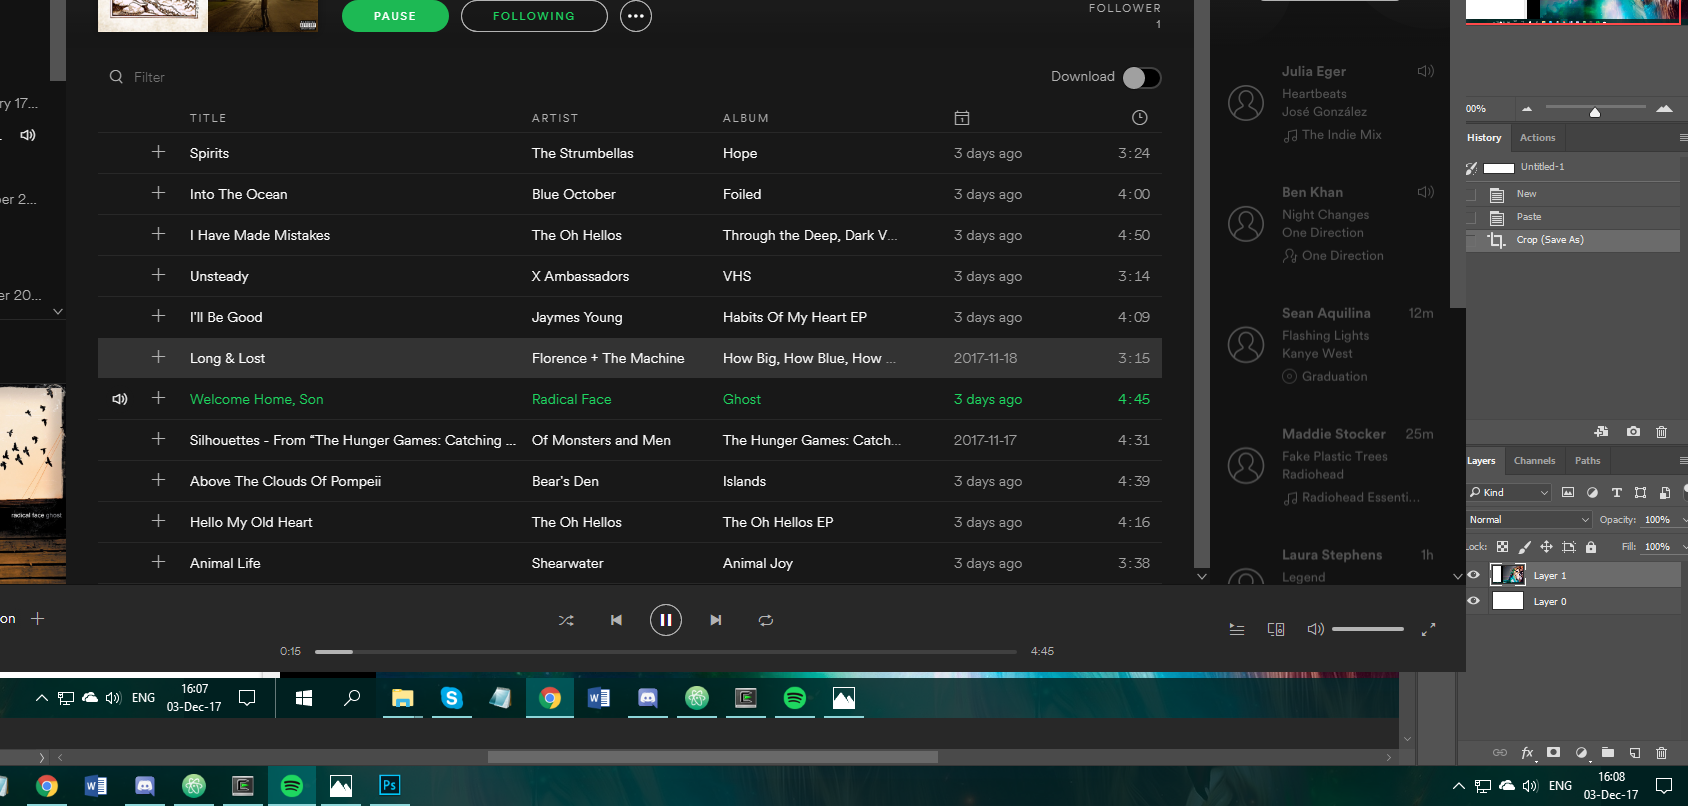 PAUSE
FOLLOWING
FOLLOWER
1
Filter
Download
TITLE ARTIST ALBUM
Spirits The Strumbellas Hope 3 days ago 3:24
Into The Ocean Blue October Foiled 3 days ago 4:00
I Have Made Mistakes The Oh Hellos Through the Deep, Dark V... 3 days ago 4:50
Unsteady X Ambassadors VHS 3 days ago 3:14
I'll Be Good Jaymes Young Habits Of My Heart EP 3 days ago 4:09
Long & Lost Florence + The Machine How Big, How Blue, How ... 2017-11-18 3:15
Welcome Home, Son Radical Face Ghost 3 days ago 4:45
Silhouettes - From “The Hunger Games: Catching ... Of Monsters and Men The Hunger Games: Catch... 2017-11-17 4:31
Above The Clouds Of Pompeii Bear's Den Islands 3 days ago 4:39
Hello My Old Heart The Oh Hellos The Oh Hellos EP 3 days ago 4:16
Animal Life Shearwater Animal Joy 3 days ago 3:38
ry 17...
er 2...
er 20...
radical face ghost
on
0:15
4:45
Julia Eger
Heartbeats
José González
The Indie Mix
Ben Khan
Night Changes
One Direction
One Direction
Sean Aquilina 12m
Flashing Lights
Kanye West
Graduation
Maddie Stocker 25m
Fake Plastic Trees
Radiohead
Radiohead Essenti...
Laura Stephens 1h
Legend
00%
History Actions
Untitled-1
New
Paste
Crop (Save As)
Layers Channels Paths
Kind
Normal Opacity: 100%
Lock: Fill: 100%
Layer 1
Layer 0
fx
ENG
16:07
03-Dec-17
Ps
ENG
16:08
03-Dec-17